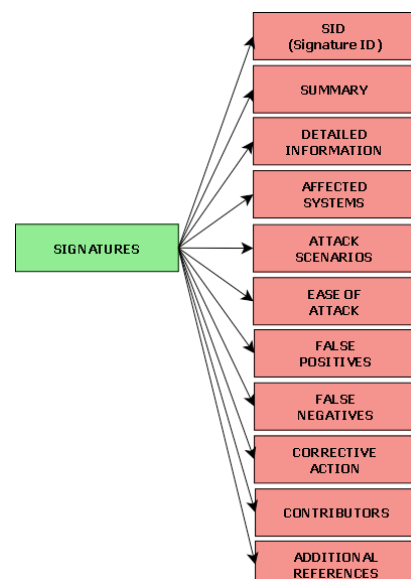 SID
(Signature ID)
SUMMARY
DETAILED
INFORMATION
AFFECTED
SYSTEMS
SIGNATURES
ATTACK
SCENARIOS
EASE OF
ATTACK
FALSE
POSITIVES
FALSE
NEGATIVES
CORRECTIVE
ACTION
CONTRIBUTORS
ADDITIONAL
REFERENCES